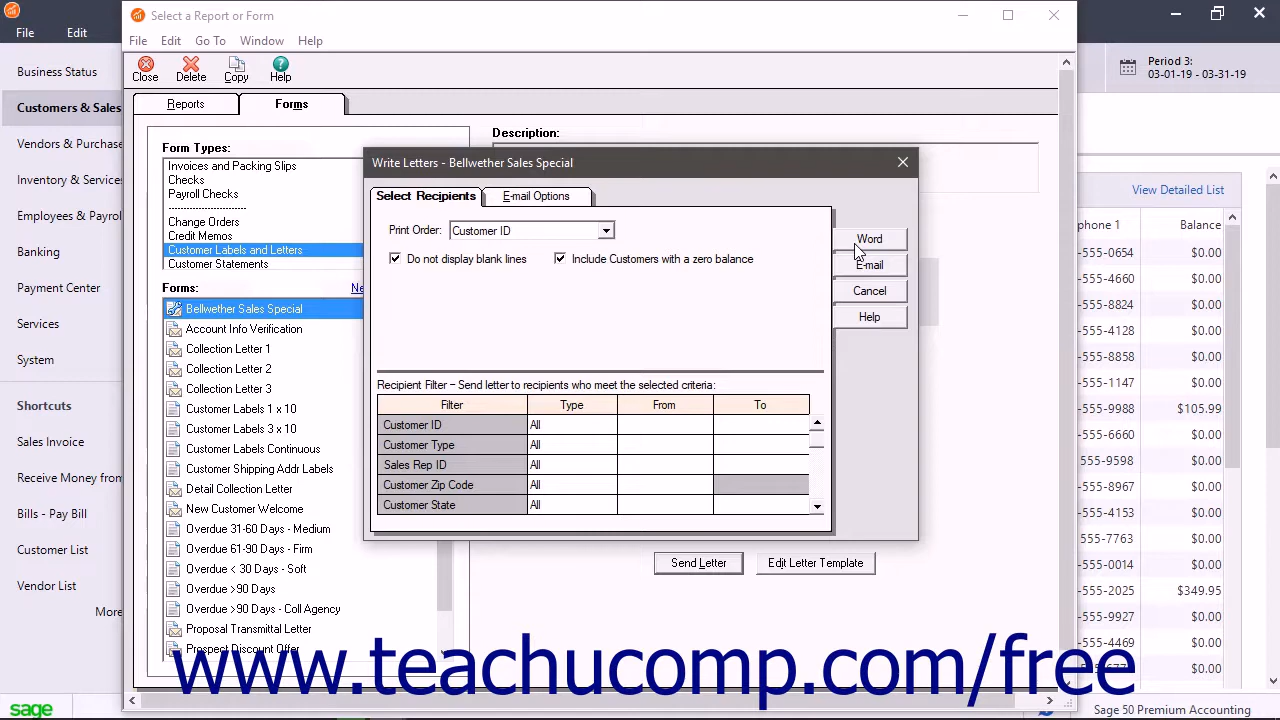 Select a Report or Form
File Edit
File Edit Go To Window Help
Close Delete Copy Help
Period 3:
03-01-19 - 03-31-19
Business Status
Customers & Sales
Vendors & Purchase
Inventory & Services
Employees & Payrol
Banking
Payment Center
Services
System
Shortcuts
Sales Invoice
Receive Money from
Bills - Pay Bill
Customer List
Vendor List
More
Reports Forms
Form Types:
Invoices and Packing Slips
Checks
Payroll Checks
--------------------
Change Orders
Credit Memos
Customer Labels and Letters
Customer Statements
Forms: Ne
Bellwether Sales Special
Account Info Verification
Collection Letter 1
Collection Letter 2
Collection Letter 3
Customer Labels 1 x 10
Customer Labels 3 x 10
Customer Labels Continuous
Customer Shipping Addr Labels
Detail Collection Letter
New Customer Welcome
Overdue 31-60 Days - Medium
Overdue 61-90 Days - Firm
Overdue < 30 Days - Soft
Overdue >90 Days
Overdue >90 Days - Coll Agency
Proposal Transmittal Letter
Prospect Discount Offer
Description:
Write Letters - Bellwether Sales Special
Select Recipients E-mail Options
Print Order: Customer ID
Do not display blank lines Include Customers with a zero balance
Word
E-mail
Cancel
Help
Recipient Filter – Send letter to recipients who meet the selected criteria:
Filter Type From To
Customer ID All
Customer Type All
Sales Rep ID All
Customer Zip Code All
Customer State All
Send Letter Edit Letter Template
View Detailed List
phone 1 Balance
-555-0654 $0.00
-555-4660 $0.00
-555-8824 $0.00
-555-4128 $0.00
-555-8858 $0.00
-555-1147 $0.00
-555-9988 $105.99
-555-6660 $0.00
-555-9598 $0.00
-555-8967 $0.00
-555-4153 $0.00
-555-7763 $0.00
-555-0014 $0.00
-555-2025 $349.95
-555-9927 $0.00
-555-4469 $0.00
$0.00
www.teachucomp.com/free
sage
Sage 50 Premium Accounting